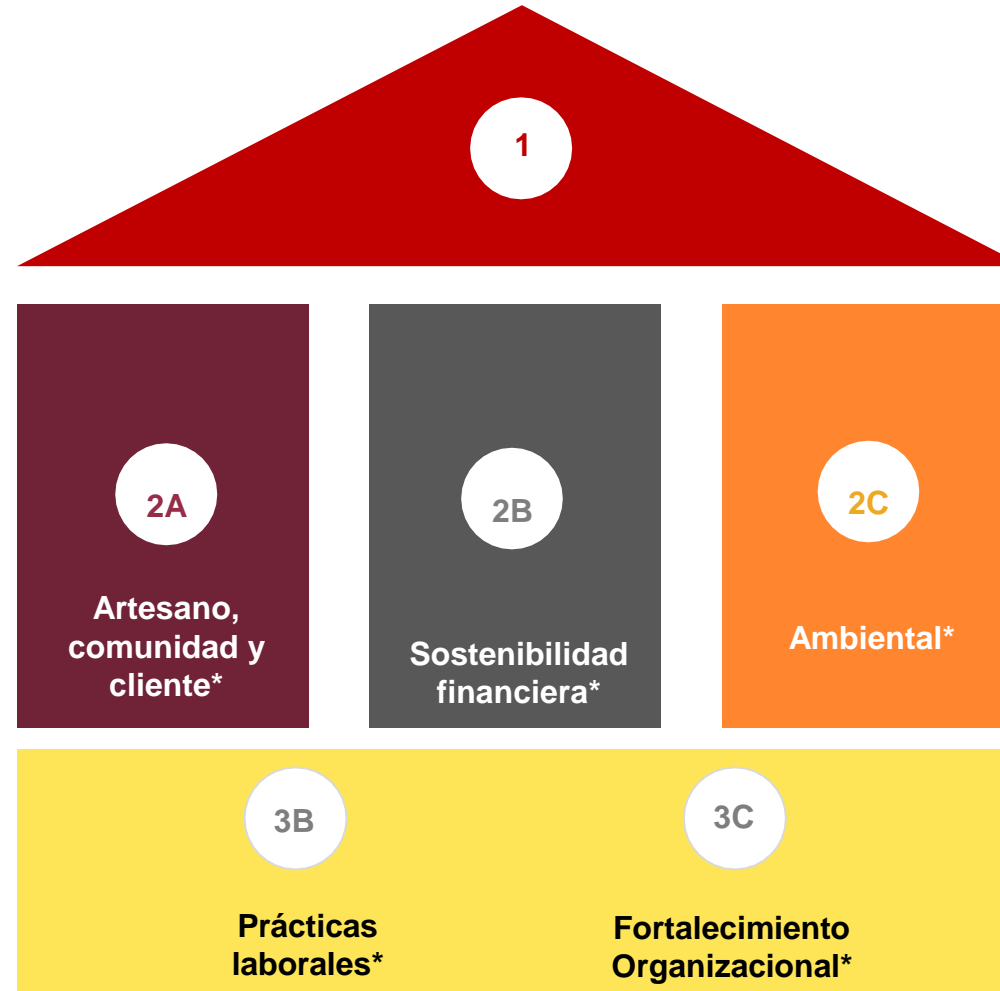 1
2A
Artesano,
comunidad y
cliente*
2B
Sostenibilidad
financiera*
2C
Ambiental*
3B
Prácticas
laborales*
3C
Fortalecimiento
Organizacional*